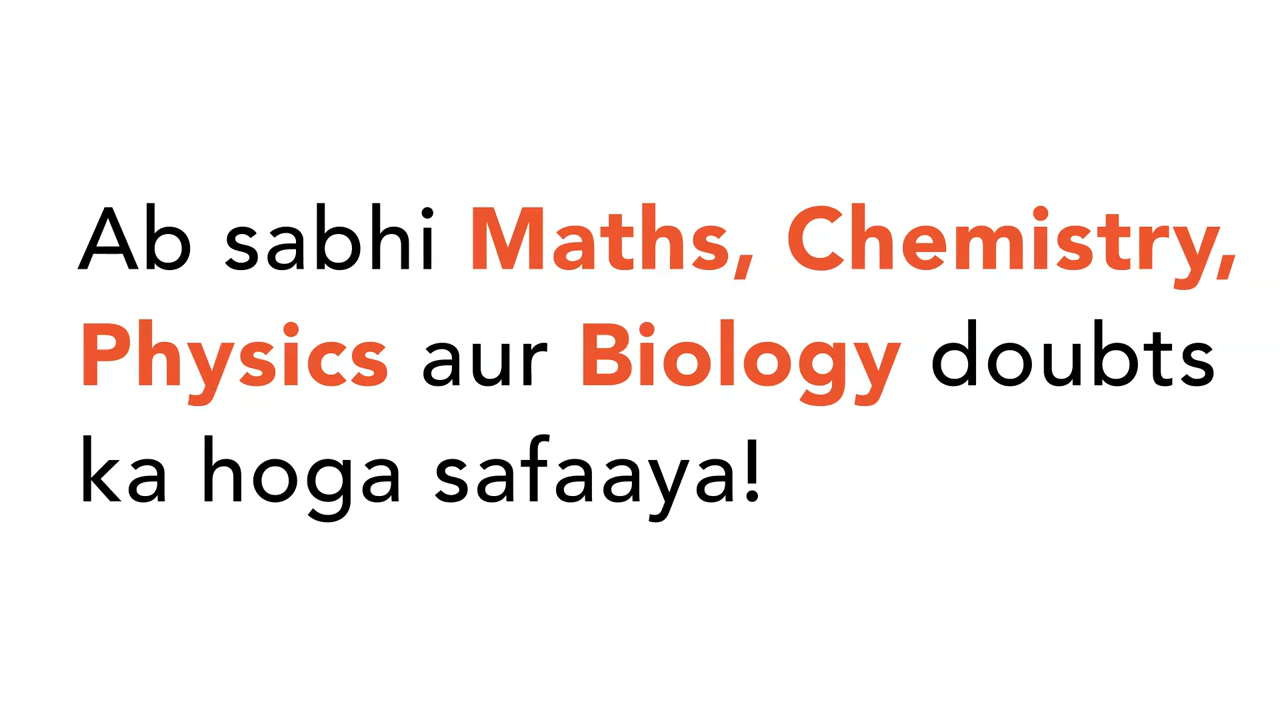 Ab sabhi Maths, Chemistry,
Physics aur Biology doubts
ka hoga safaaya!